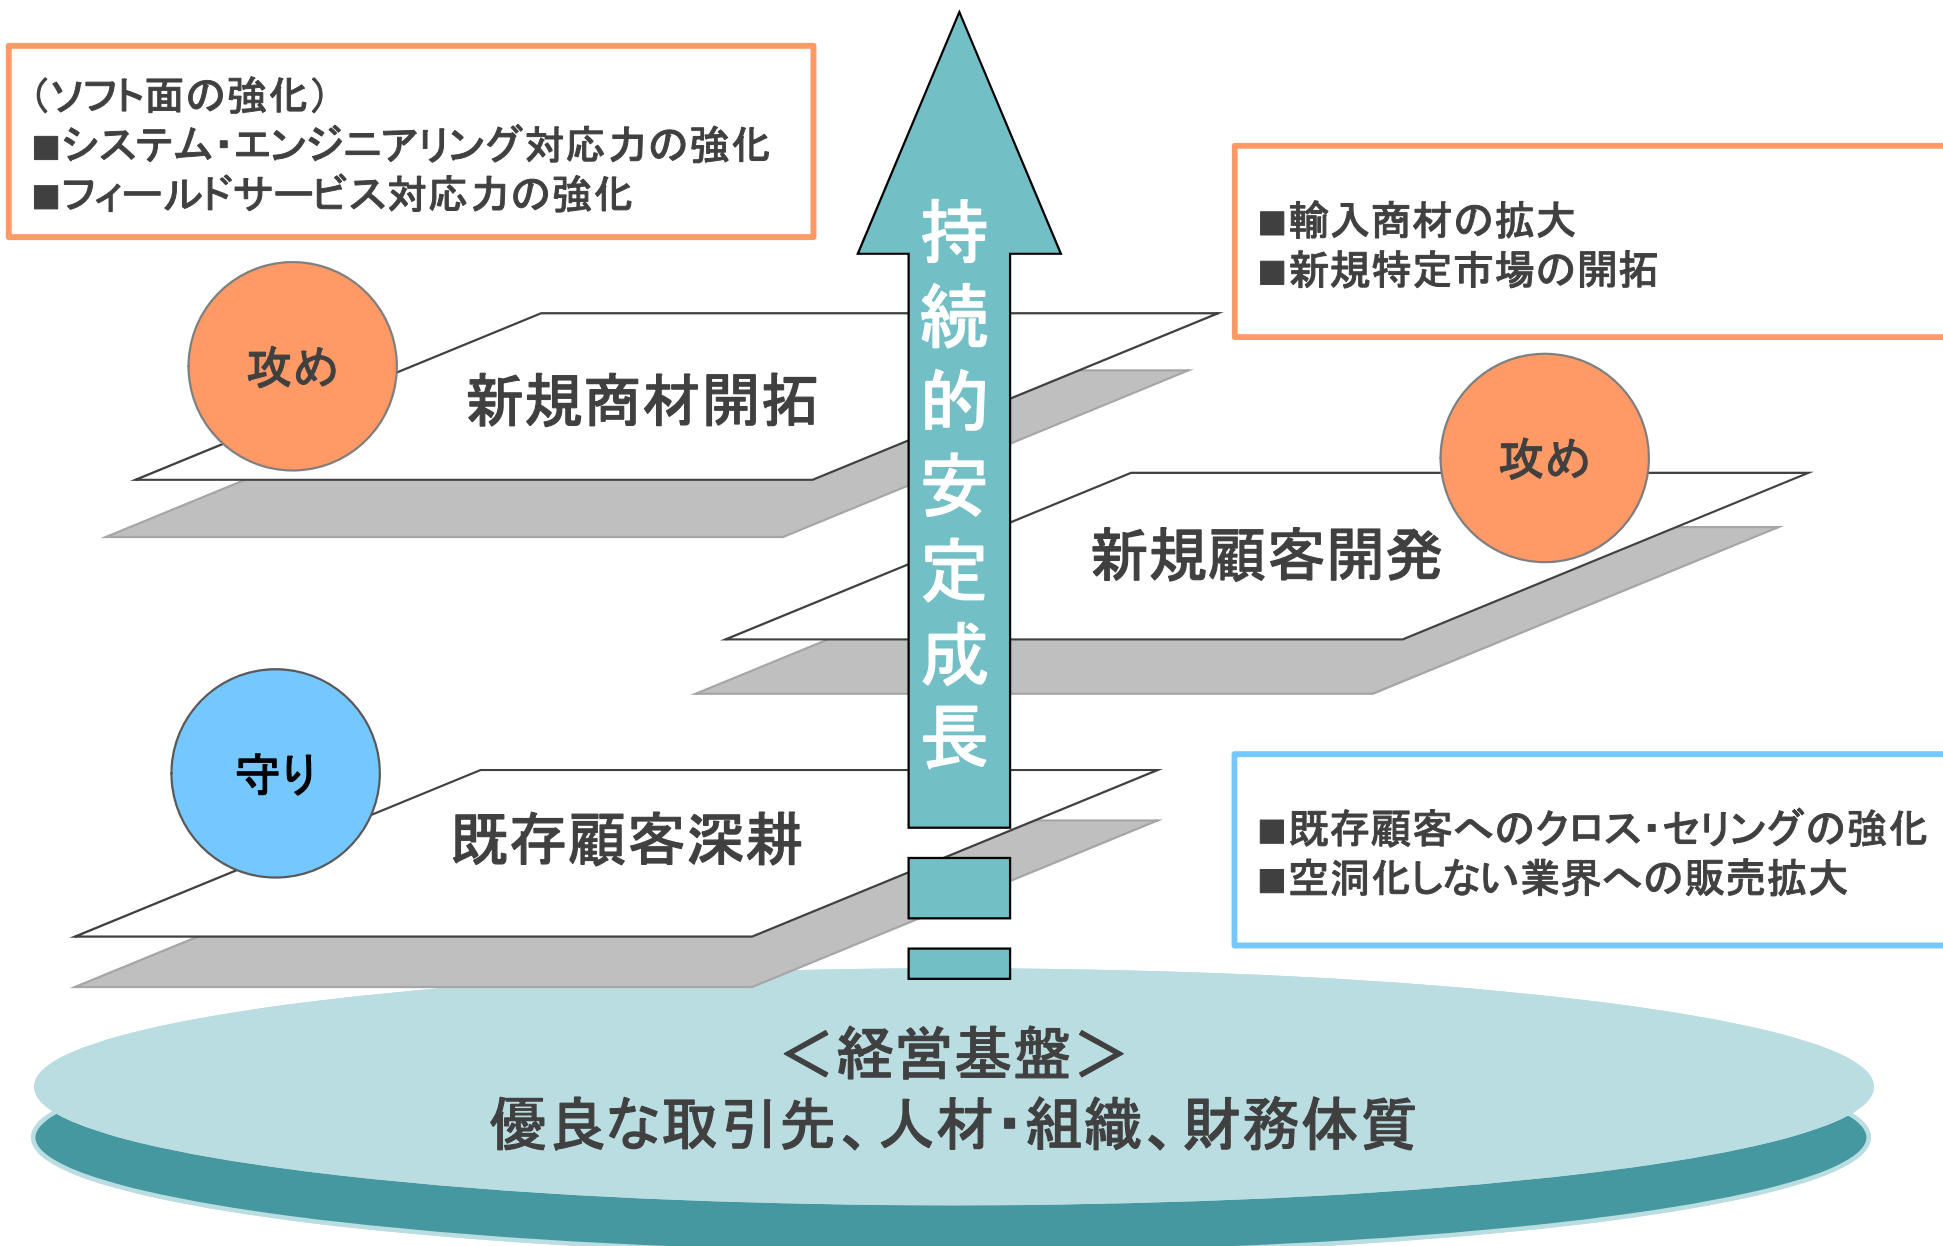 （ソフト面の強化）
■システム・エンジニアリング対応力の強化
■フィールドサービス対応力の強化
持続的安定成長
■輸入商材の拡大
■新規特定市場の開拓
攻め
新規商材開拓
攻め
新規顧客開発
守り
既存顧客深耕
■既存顧客へのクロス・セリングの強化
■空洞化しない業界への販売拡大
＜経営基盤＞
優良な取引先、人材・組織、財務体質